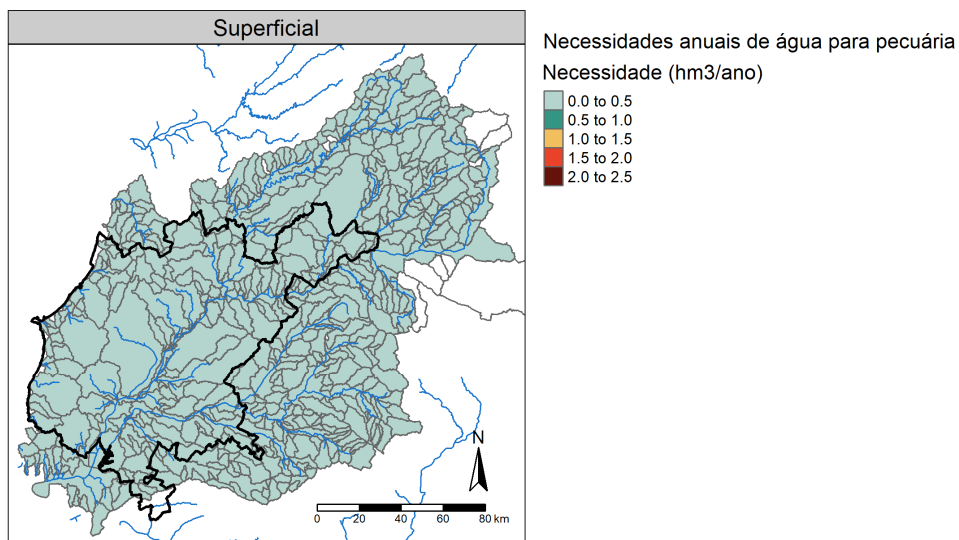 Superficial
Necessidades anuais de água para pecuária
Necessidade (hm3/ano)
0.0 to 0.5
0.5 to 1.0
1.0 to 1.5
1.5 to 2.0
2.0 to 2.5
N
0 20 40 60 80 km